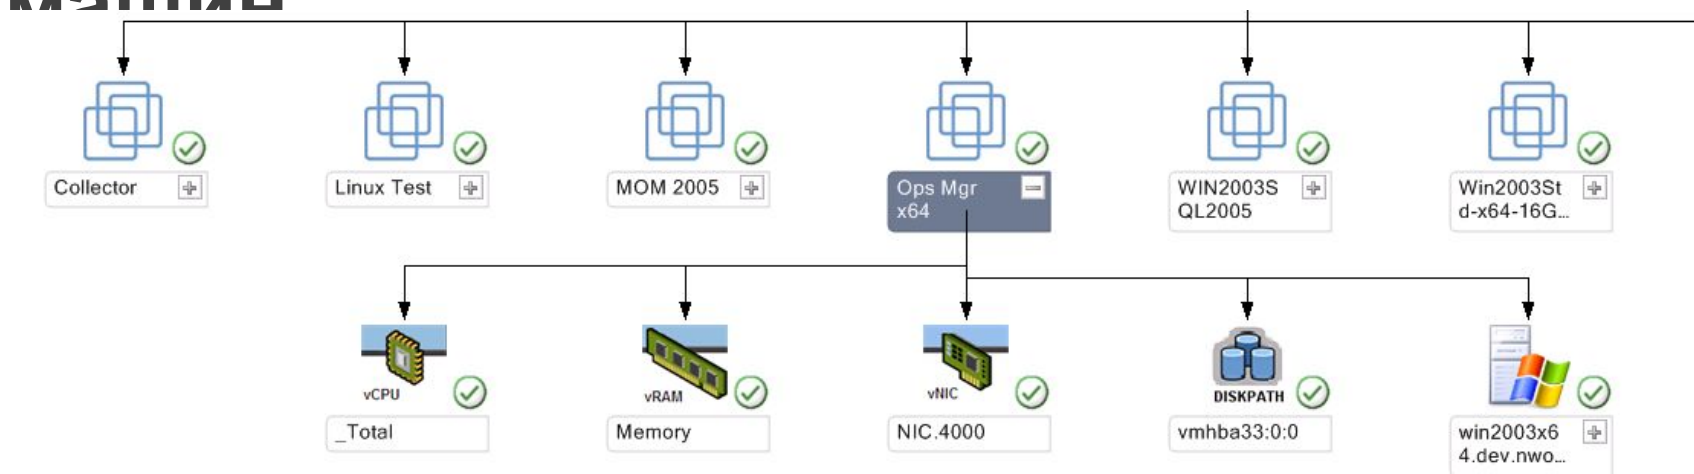 машин
Collector
Linux Test
MOM 2005
Ops Mgr
x64
WIN2003S
QL2005
Win2003St
d-x64-16G...
vCPU
_Total
vRAM
Memory
vNIC
NIC.4000
DISKPATH
vmhba33:0:0
win2003x6
4.dev.nwo...